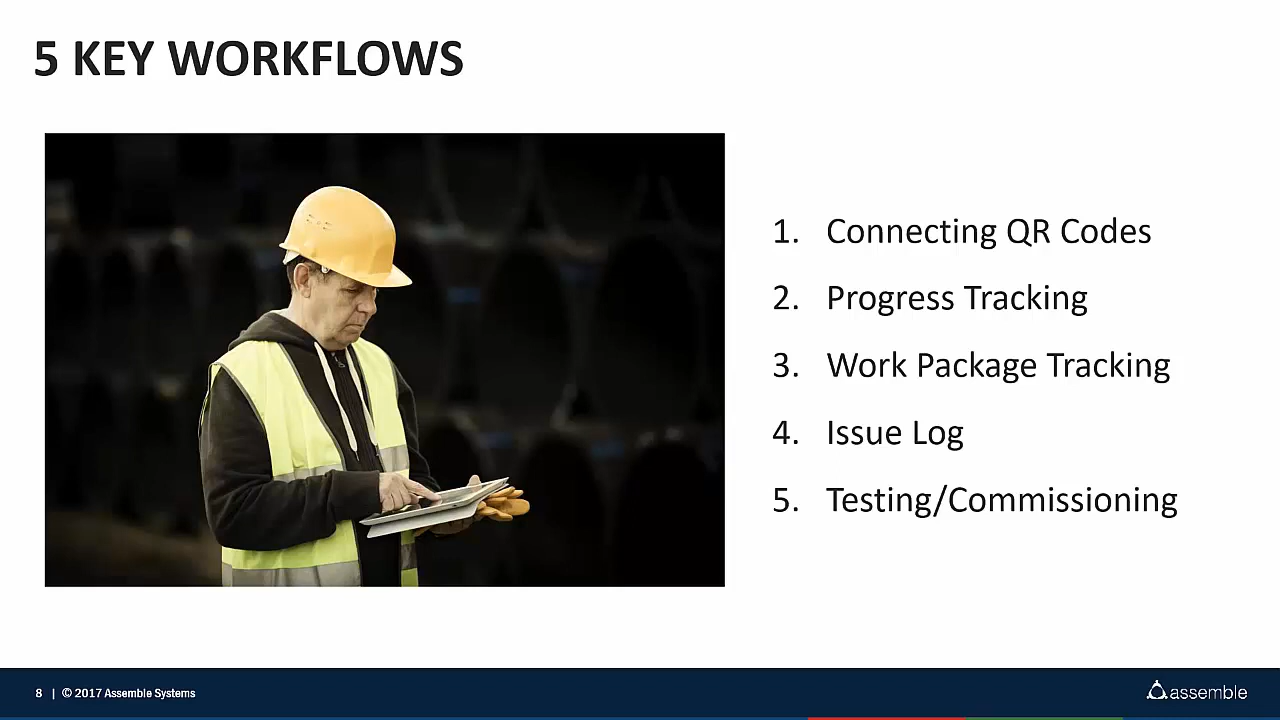 5 KEY WORKFLOWS
1. Connecting QR Codes
2. Progress Tracking
3. Work Package Tracking
4. Issue Log
5. Testing/Commissioning
8 | © 2017 Assemble Systems
assemble